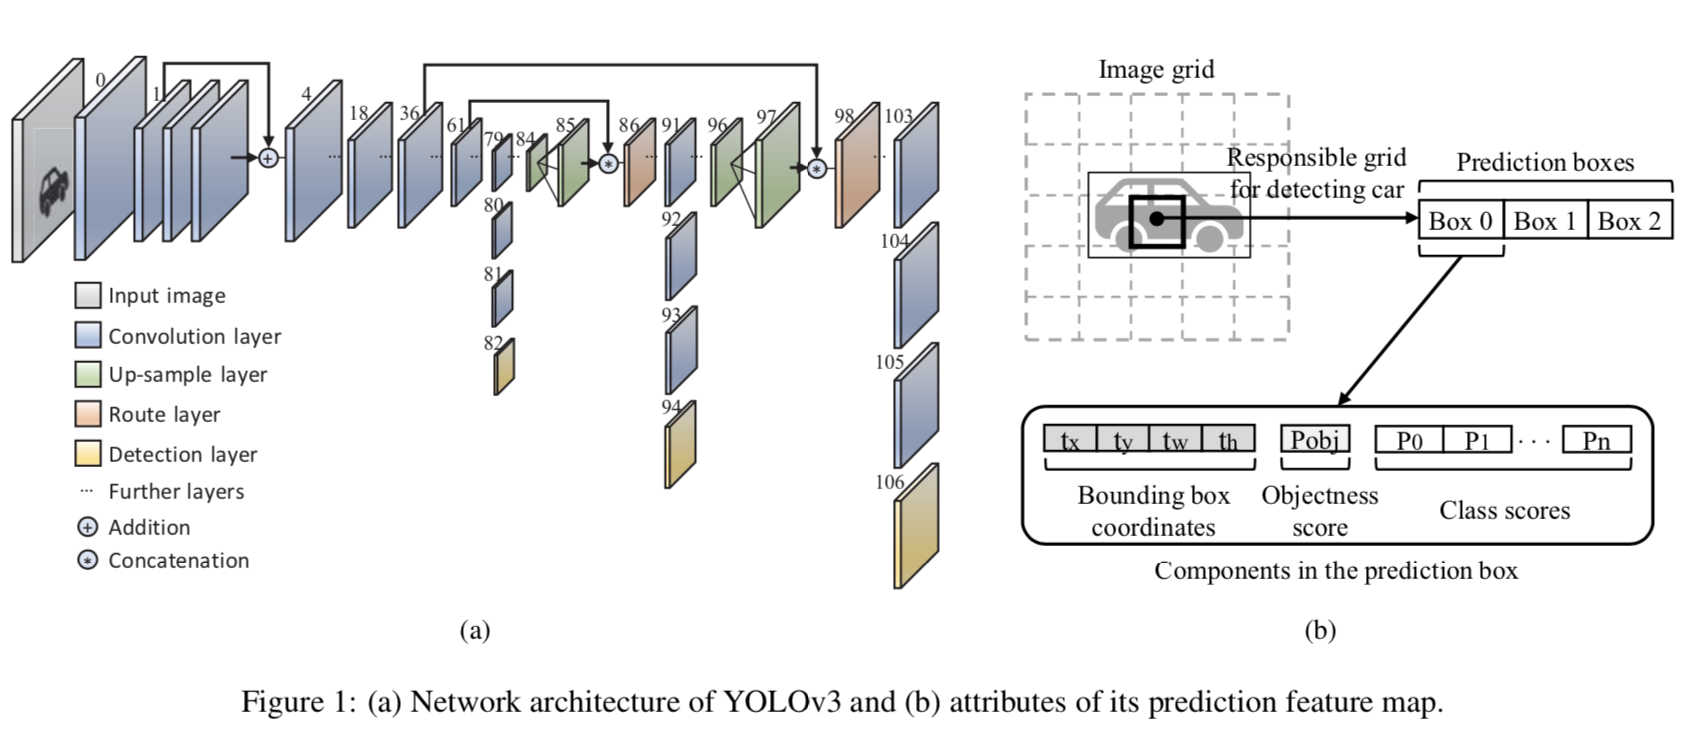 0
1
4
18
36
61
79
84
85
86
91
96
97
98
103
80
81
82
92
93
94
104
105
106
Input image
Convolution layer
Up-sample layer
Route layer
Detection layer
... Further layers
+ Addition
* Concatenation
(a)
Image grid
Responsible grid
for detecting car
Prediction boxes
Box 0 Box 1 Box 2
tx ty tw th Pobj P0 P1 ··· Pn
Bounding box
coordinates
Objectness
score
Class scores
Components in the prediction box
(b)
Figure 1: (a) Network architecture of YOLOv3 and (b) attributes of its prediction feature map.